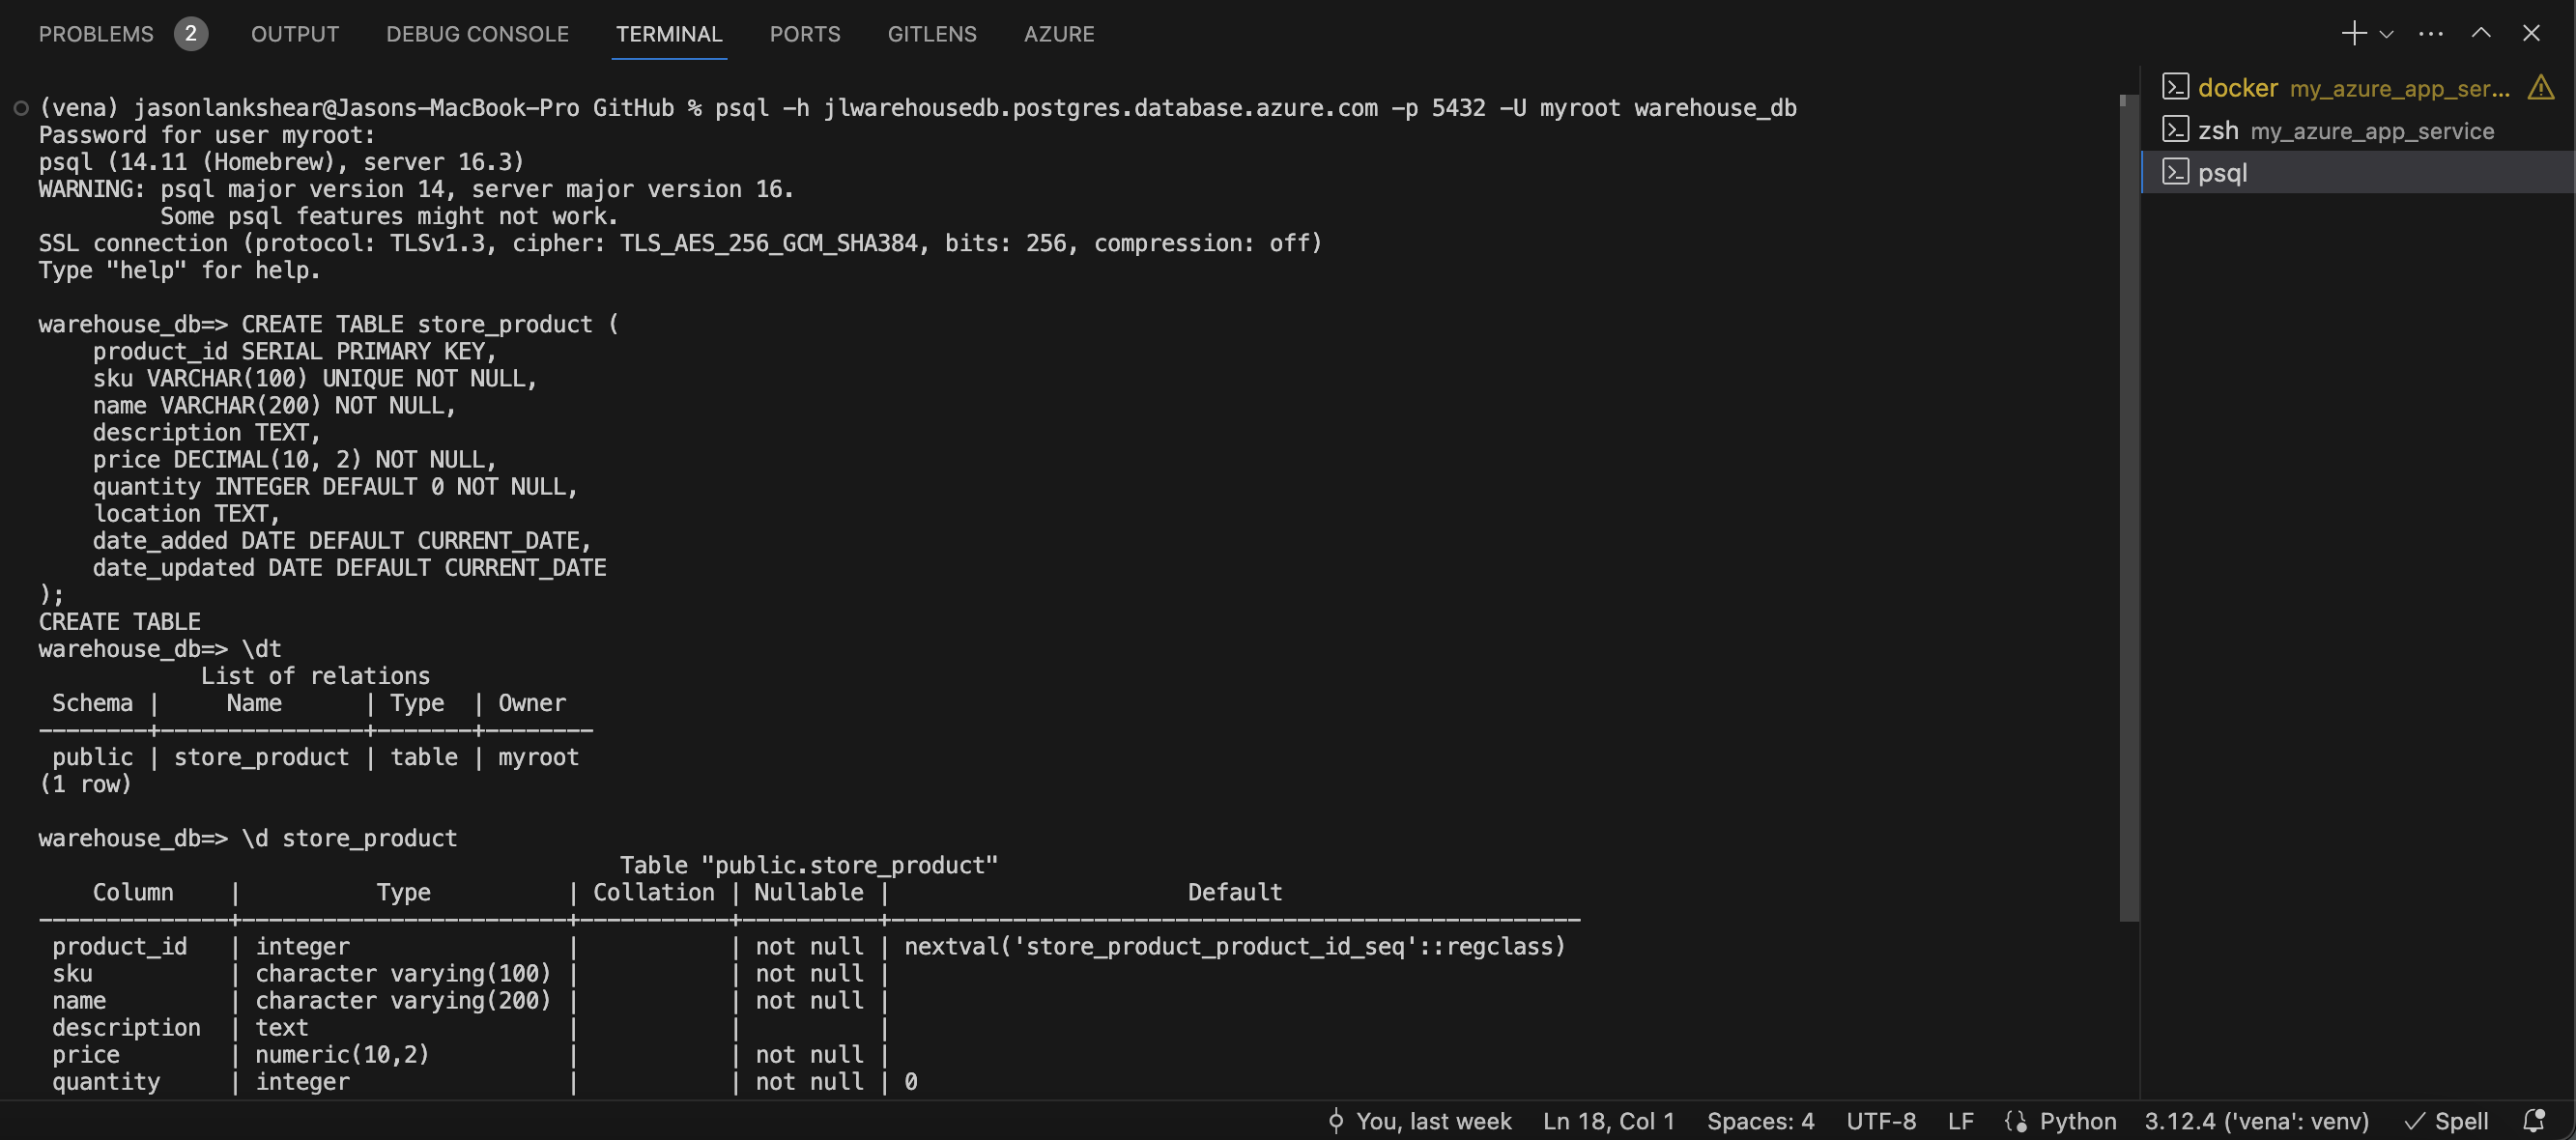 PROBLEMS 2 OUTPUT DEBUG CONSOLE TERMINAL PORTS GITLENS AZURE
(vena) jasonlankshear@Jasons-MacBook-Pro GitHub % psql -h jlwarehousedb.postgres.database.azure.com -p 5432 -U myroot warehouse_db
Password for user myroot:
psql (14.11 (Homebrew), server 16.3)
WARNING: psql major version 14, server major version 16.
         Some psql features might not work.
SSL connection (protocol: TLSv1.3, cipher: TLS_AES_256_GCM_SHA384, bits: 256, compression: off)
Type "help" for help.
warehouse_db=> CREATE TABLE store_product (
    product_id SERIAL PRIMARY KEY,
    sku VARCHAR(100) UNIQUE NOT NULL,
    name VARCHAR(200) NOT NULL,
    description TEXT,
    price DECIMAL(10, 2) NOT NULL,
    quantity INTEGER DEFAULT 0 NOT NULL,
    location TEXT,
    date_added DATE DEFAULT CURRENT_DATE,
    date_updated DATE DEFAULT CURRENT_DATE
);
CREATE TABLE
warehouse_db=> \dt
            List of relations
 Schema |     Name      | Type  | Owner
--------+---------------+-------+--------
 public | store_product | table | myroot
(1 row)
warehouse_db=> \d store_product
                                           Table "public.store_product"
    Column    |          Type          | Collation | Nullable |                      Default
--------------+------------------------+-----------+----------+---------------------------------------------------
 product_id   | integer                |           | not null | nextval('store_product_product_id_seq'::regclass)
 sku          | character varying(100) |           | not null |
 name         | character varying(200) |           | not null |
 description  | text                   |           |          |
 price        | numeric(10,2)          |           | not null |
 quantity     | integer                |           | not null | 0
docker my_azure_app_ser...
zsh my_azure_app_service
psql
You, last week Ln 18, Col 1 Spaces: 4 UTF-8 LF Python 3.12.4 ('vena': venv) Spell